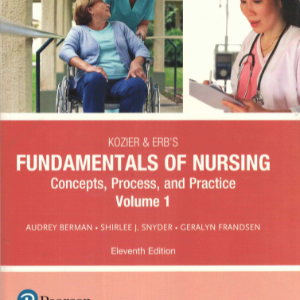 KOZIER & ERB'S
FUNDAMENTALS OF NURSING
Concepts, Process, and Practice
Volume 1
AUDREY BERMAN • SHIRLEE J. SNYDER • GERALYN FRANDSEN
Eleventh Edition
Pearson